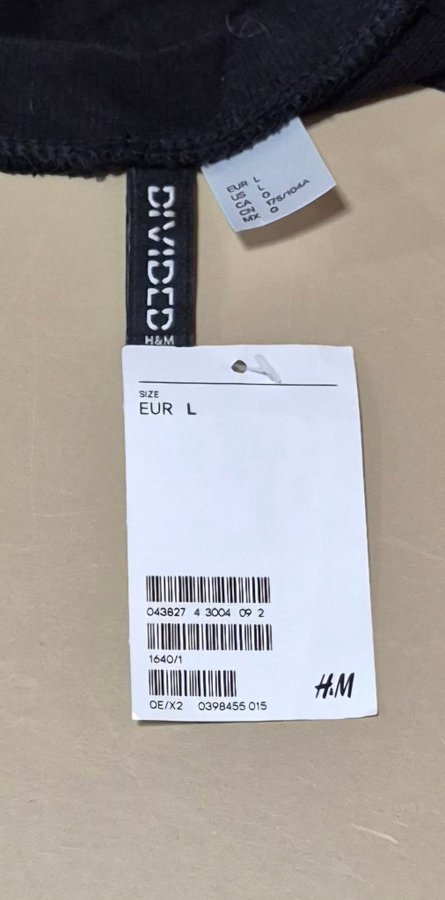 EUR L
US L
CA O
CN 175/104A
MX O
DIVIDED
H&M
SIZE
EUR L
043827 4 3004 09 2
1640/1
OE/X2 0398455 015
H&M